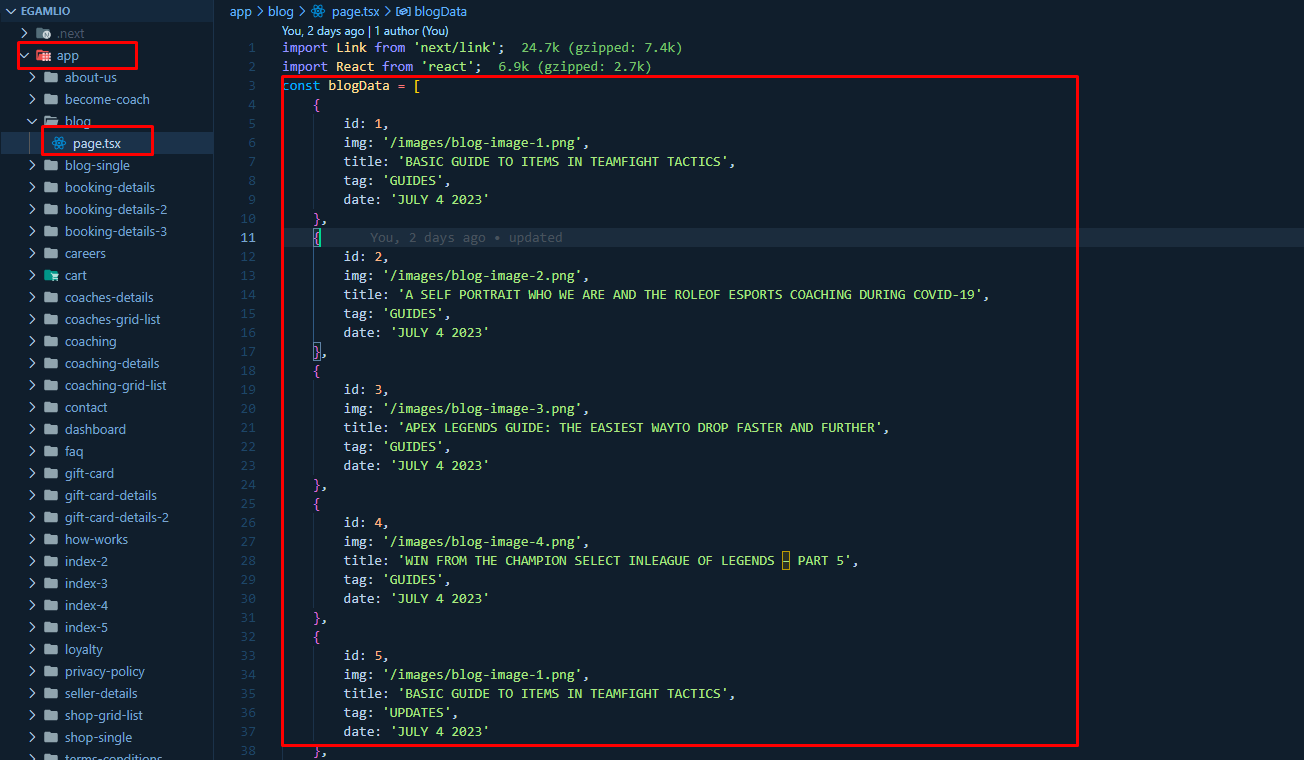 EGAMLIO
.next
app
about-us
become-coach
blog
page.tsx
blog-single
booking-details
booking-details-2
booking-details-3
careers
cart
coaches-details
coaches-grid-list
coaching
coaching-details
coaching-grid-list
contact
dashboard
faq
gift-card
gift-card-details
gift-card-details-2
how-works
index-2
index-3
index-4
index-5
loyalty
privacy-policy
seller-details
shop-grid-list
shop-single
terms-conditions
app > blog > page.tsx > blogData
You, 2 days ago | 1 author (You)
1 import Link from 'next/link'; 24.7k (gzipped: 7.4k)
2 import React from 'react'; 6.9k (gzipped: 2.7k)
3 const blogData = [
4 {
5 id: 1,
6 img: '/images/blog-image-1.png',
7 title: 'BASIC GUIDE TO ITEMS IN TEAMFIGHT TACTICS',
8 tag: 'GUIDES',
9 date: 'JULY 4 2023'
10 },
11 { You, 2 days ago • updated
12 id: 2,
13 img: '/images/blog-image-2.png',
14 title: 'A SELF PORTRAIT WHO WE ARE AND THE ROLEOF ESPORTS COACHING DURING COVID-19',
15 tag: 'GUIDES',
16 date: 'JULY 4 2023'
17 },
18 {
19 id: 3,
20 img: '/images/blog-image-3.png',
21 title: 'APEX LEGENDS GUIDE: THE EASIEST WAYTO DROP FASTER AND FURTHER',
22 tag: 'GUIDES',
23 date: 'JULY 4 2023'
24 },
25 {
26 id: 4,
27 img: '/images/blog-image-4.png',
28 title: 'WIN FROM THE CHAMPION SELECT INLEAGUE OF LEGENDS – PART 5',
29 tag: 'GUIDES',
30 date: 'JULY 4 2023'
31 },
32 {
33 id: 5,
34 img: '/images/blog-image-1.png',
35 title: 'BASIC GUIDE TO ITEMS IN TEAMFIGHT TACTICS',
36 tag: 'UPDATES',
37 date: 'JULY 4 2023'
38 },